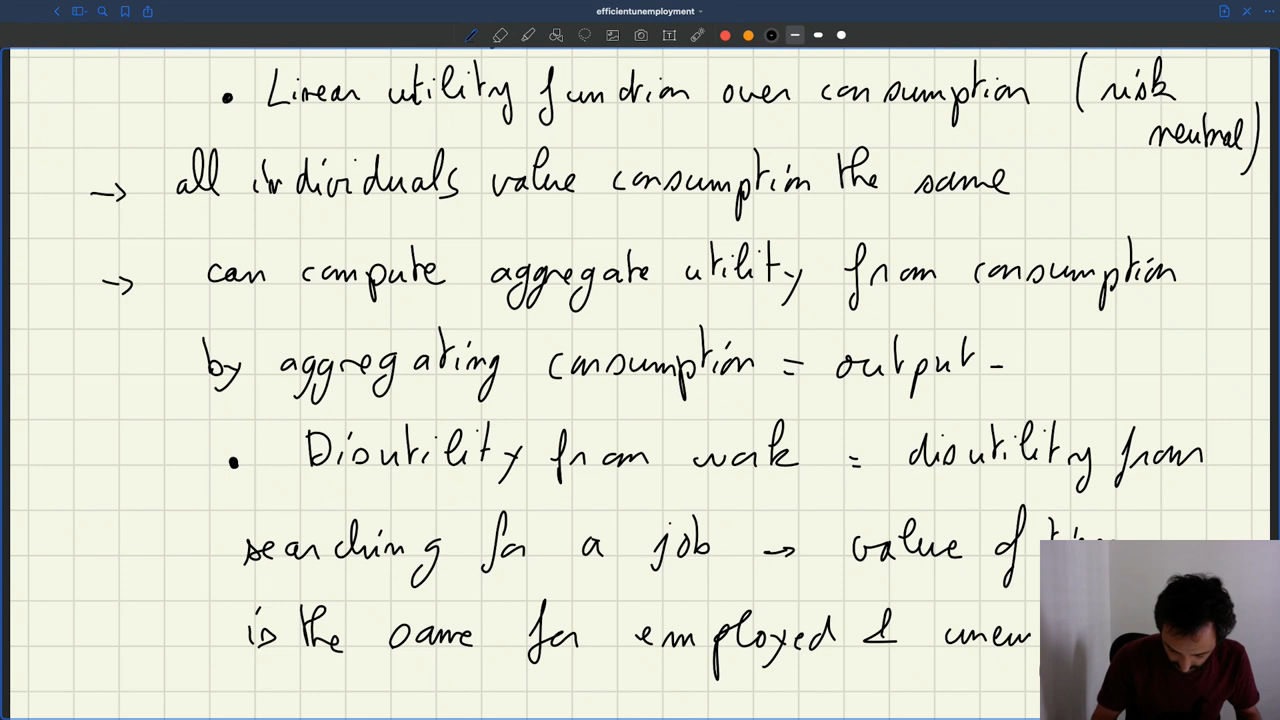 efficientunemployment
• Linear utility function over consumption (risk
neutral)
→ all individuals value consumption the same
→ can compute aggregate utility from consumption
by aggregating consumption = output -
• Disutility from work = disutility from
searching for a job → value of
is the same for employed &